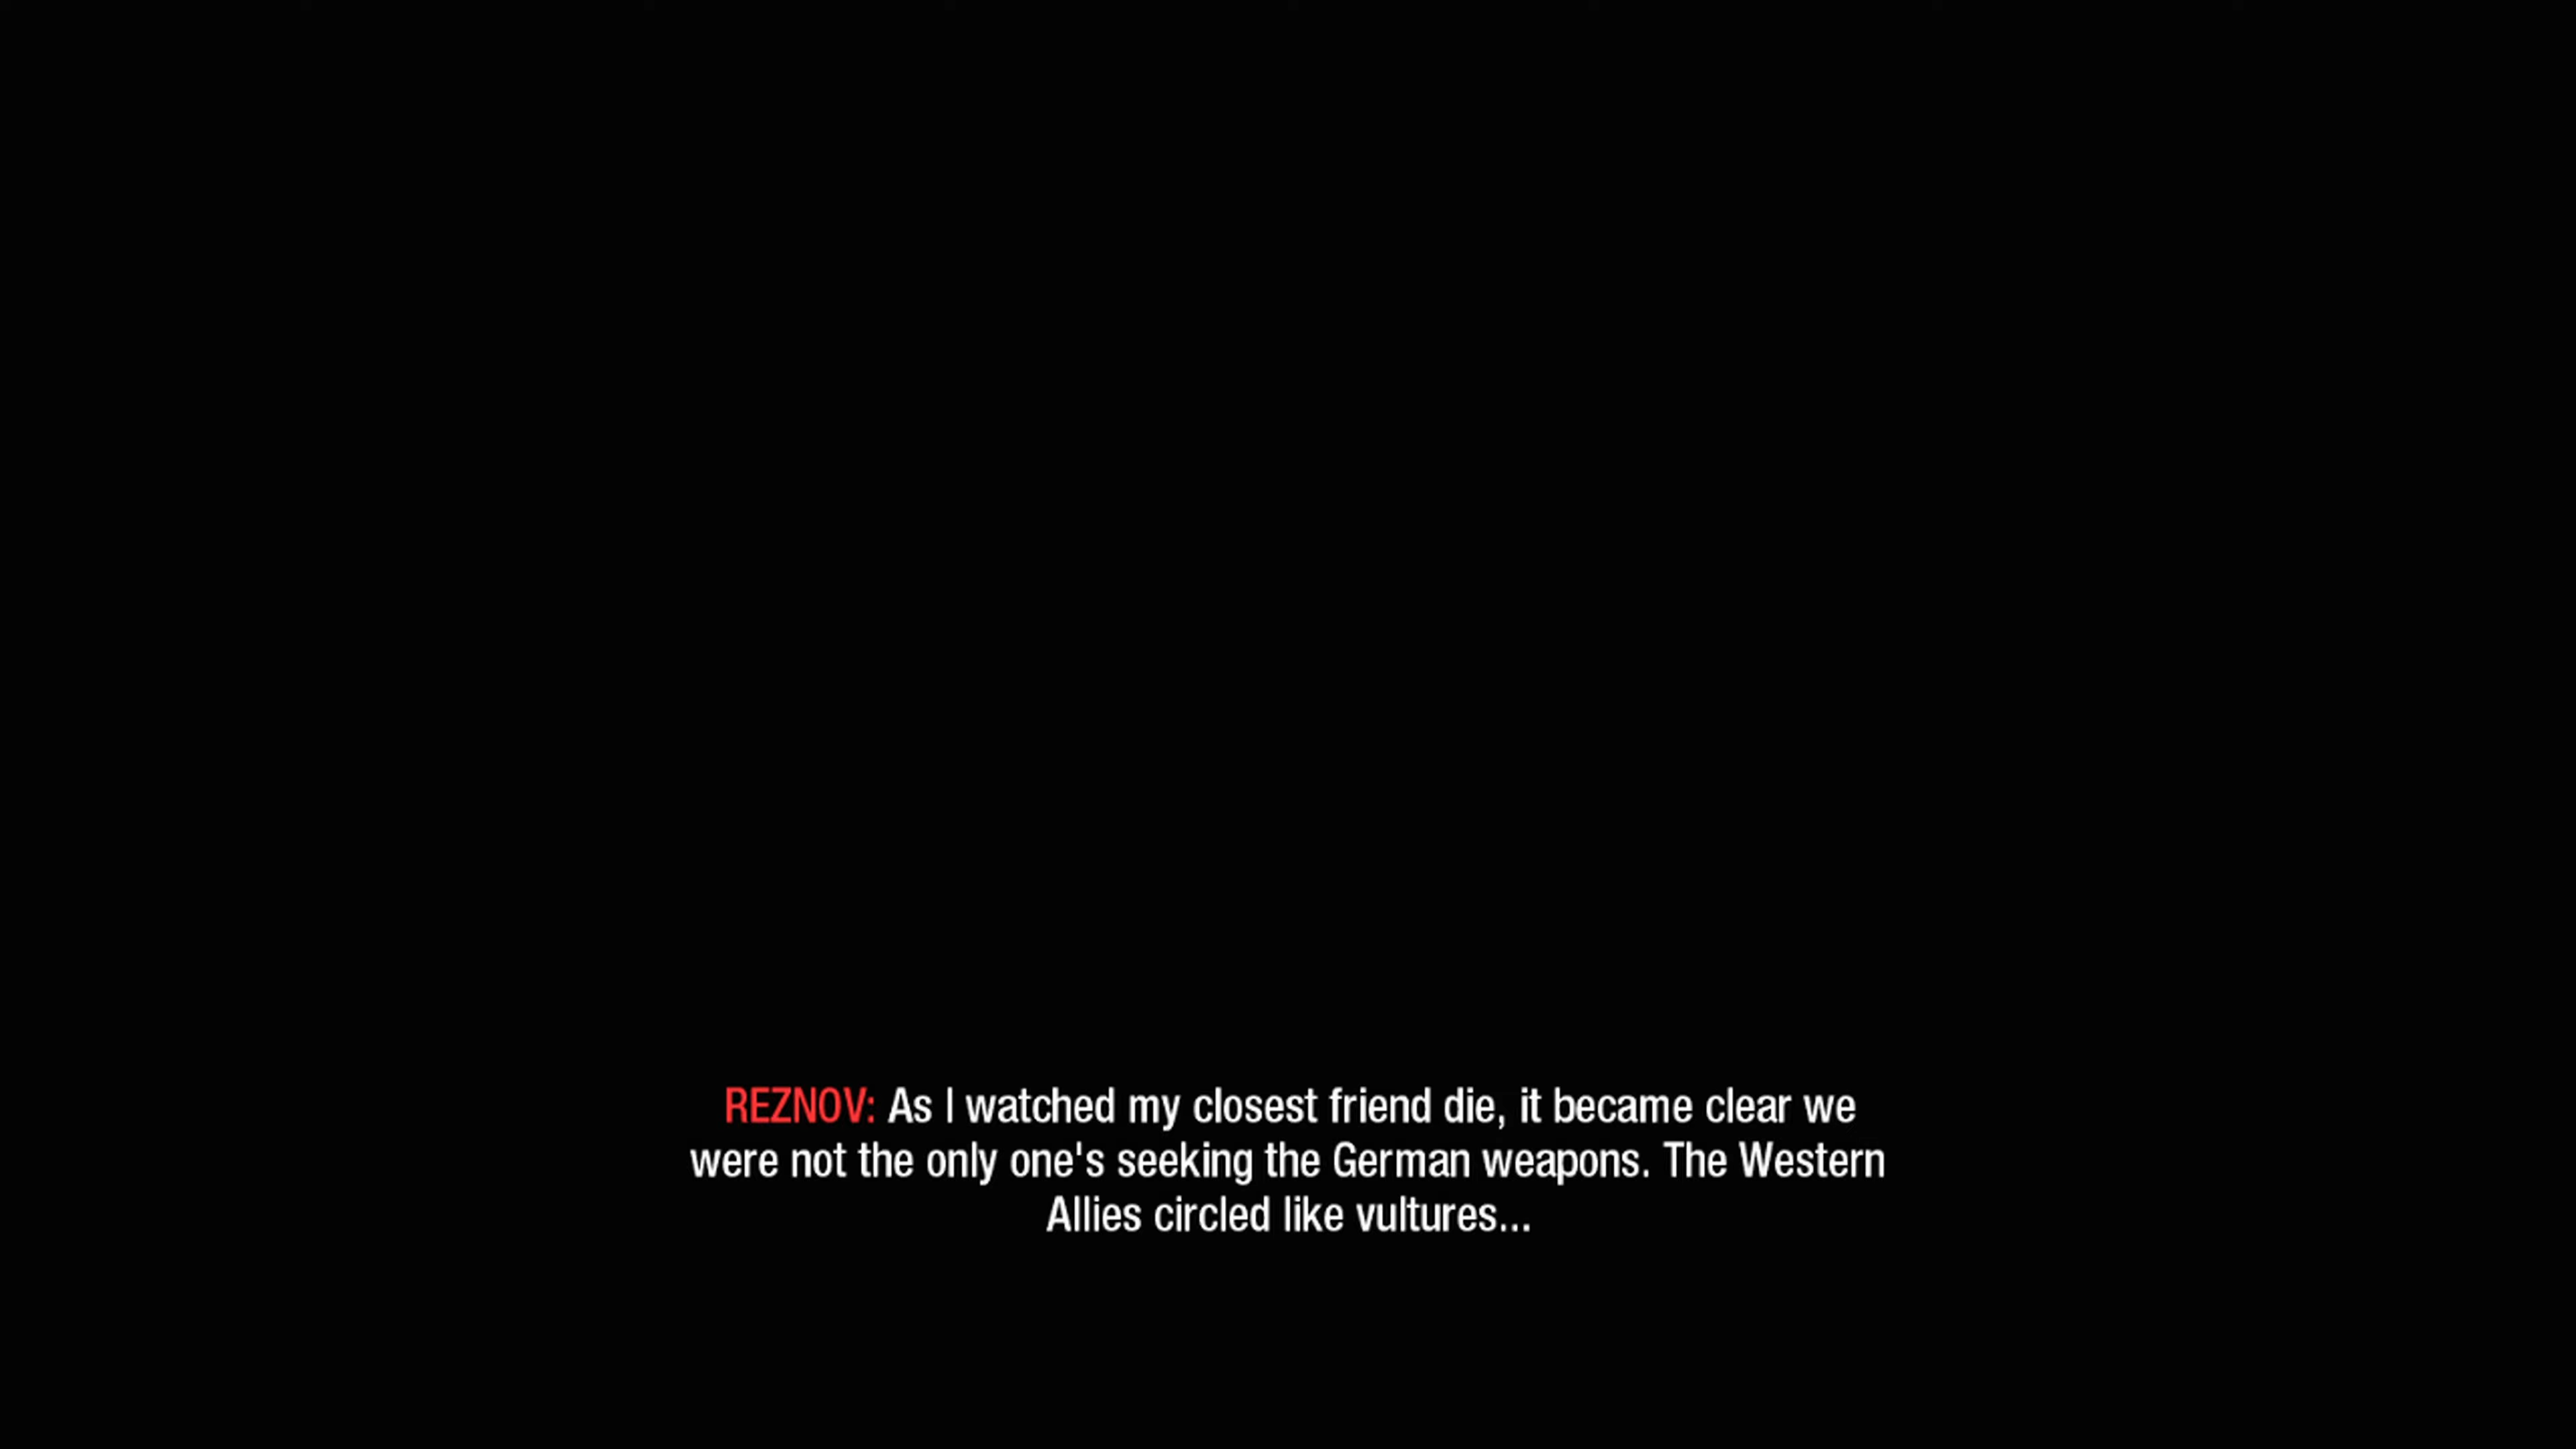 REZNOV: As I watched my closest friend die, it became clear we
were not the only one's seeking the German weapons. The Western
Allies circled like vultures...